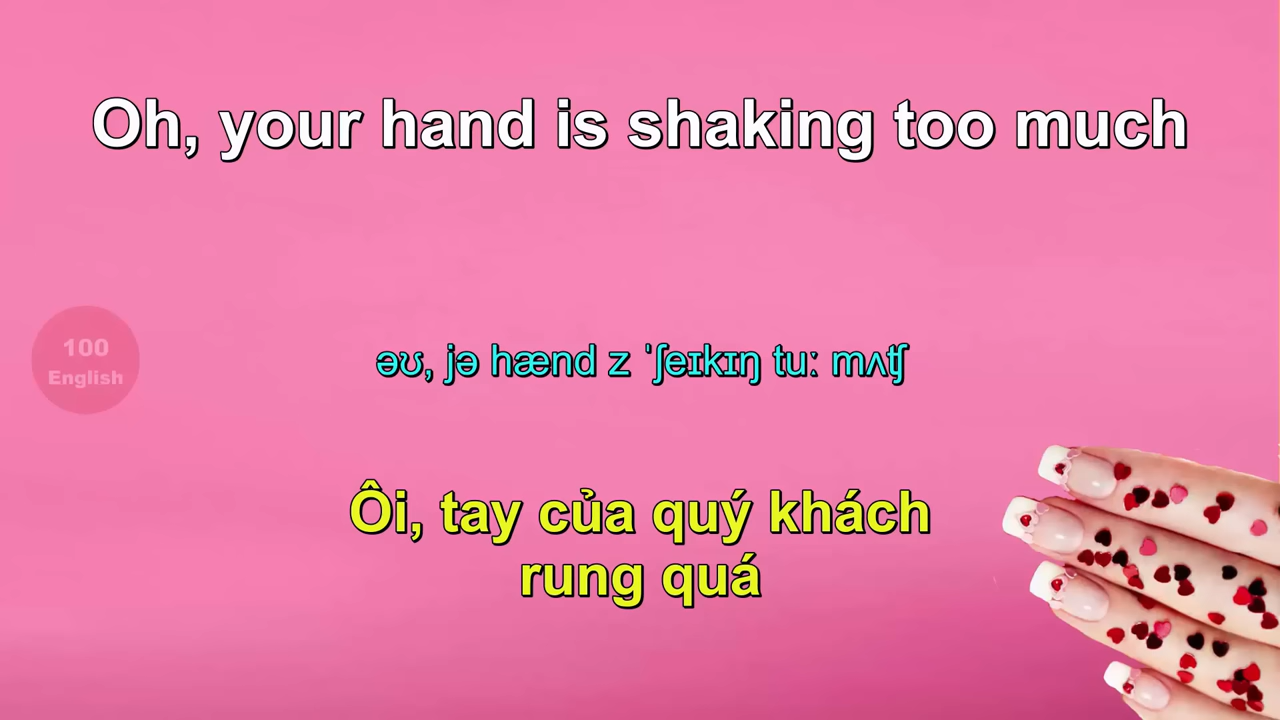 Oh, your hand is shaking too much
100
English
əʊ, jə hænd z ˈʃeɪkɪŋ tuː mʌʧ
Ôi, tay của quý khách
rung quá